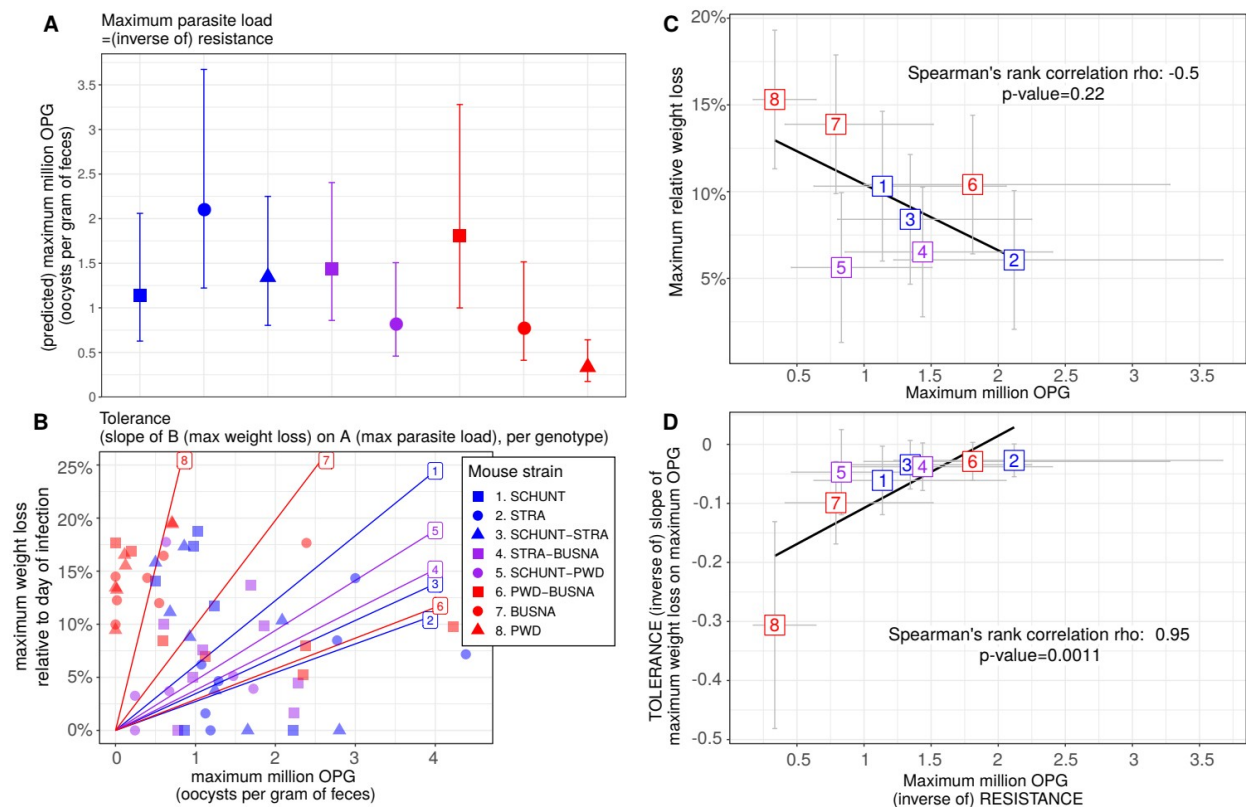 A
Maximum parasite load
=(inverse of) resistance
(predicted) maximum million OPG
(oocysts per gram of feces)
3.5
3
2.5
2
1.5
1
0.5
0
B
Tolerance
(slope of B (max weight loss) on A (max parasite load), per genotype)
maximum weight loss
relative to day of infection
25%
20%
15%
10%
5%
0%
8
7
1
5
4
3
6
2
0
1
2
3
4
maximum million OPG
(oocysts per gram of feces)
Mouse strain
1. SCHUNT
2. STRA
3. SCHUNT-STRA
4. STRA-BUSNA
5. SCHUNT-PWD
6. PWD-BUSNA
7. BUSNA
8. PWD
C
Maximum relative weight loss
20%
15%
10%
5%
Spearman's rank correlation rho: -0.5
p-value=0.22
8
7
1
6
3
4
5
2
0.5
1
1.5
2
2.5
3
3.5
Maximum million OPG
D
TOLERANCE (inverse of) slope of
maximum weight loss on maximum OPG
0
-0.1
-0.2
-0.3
-0.4
-0.5
5
7
1
3
4
6
2
8
Spearman's rank correlation rho: 0.95
p-value=0.0011
0.5
1
1.5
2
2.5
3
3.5
Maximum million OPG
(inverse of) RESISTANCE